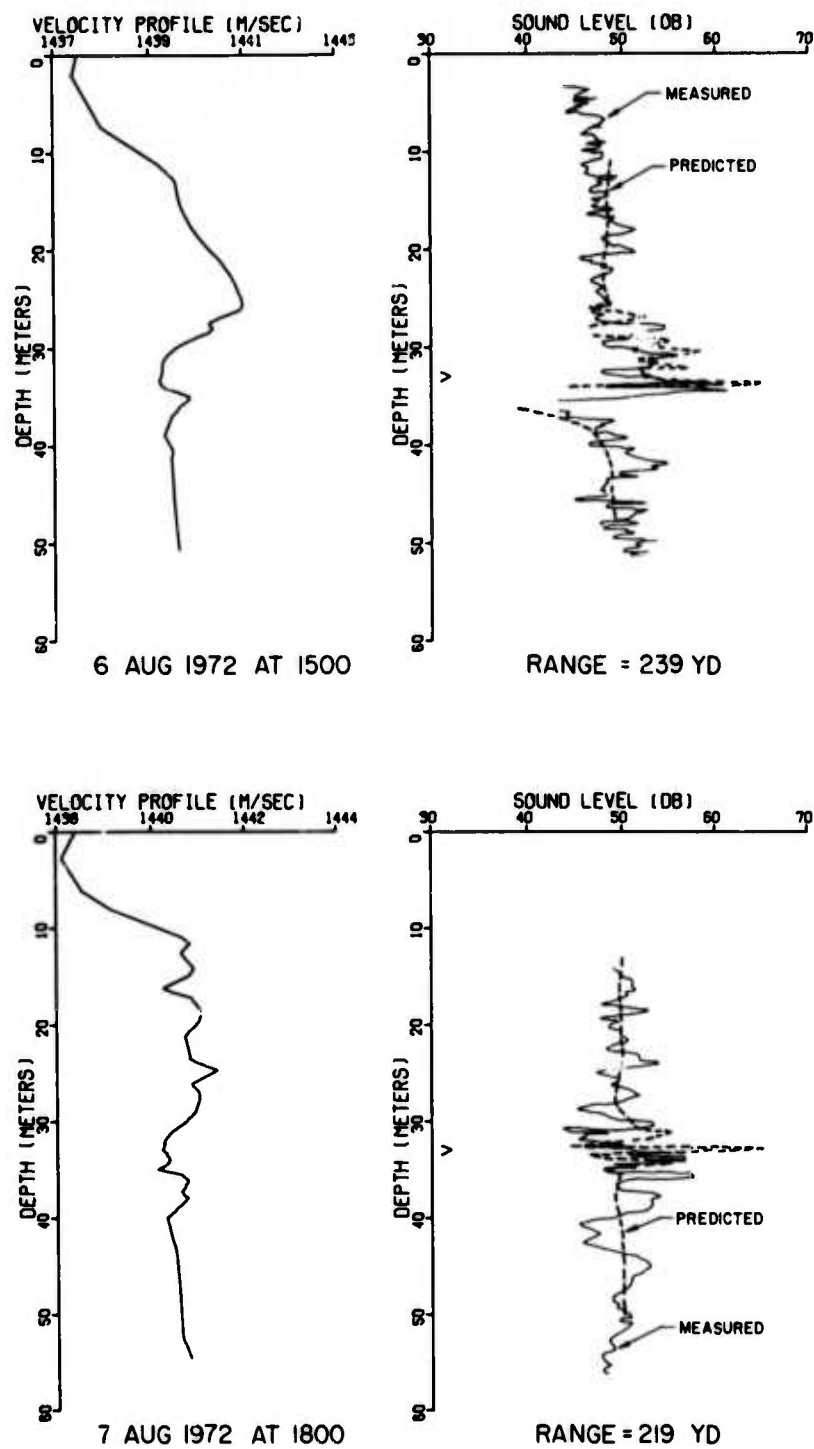 VELOCITY PROFILE (M/SEC)
1437 1439 1441 1445
0
10
20
30
40
50
60
DEPTH (METERS)
6 AUG 1972 AT 1500
SOUND LEVEL (DB)
30 40 50 60 70
0
10
20
30
40
50
60
DEPTH (METERS)
>
MEASURED
PREDICTED
RANGE = 239 YD
VELOCITY PROFILE (M/SEC)
1438 1440 1442 1444
0
10
20
30
40
50
60
DEPTH (METERS)
7 AUG 1972 AT 1800
SOUND LEVEL (DB)
30 40 50 60 70
0
10
20
30
40
50
60
DEPTH (METERS)
>
PREDICTED
MEASURED
RANGE = 219 YD